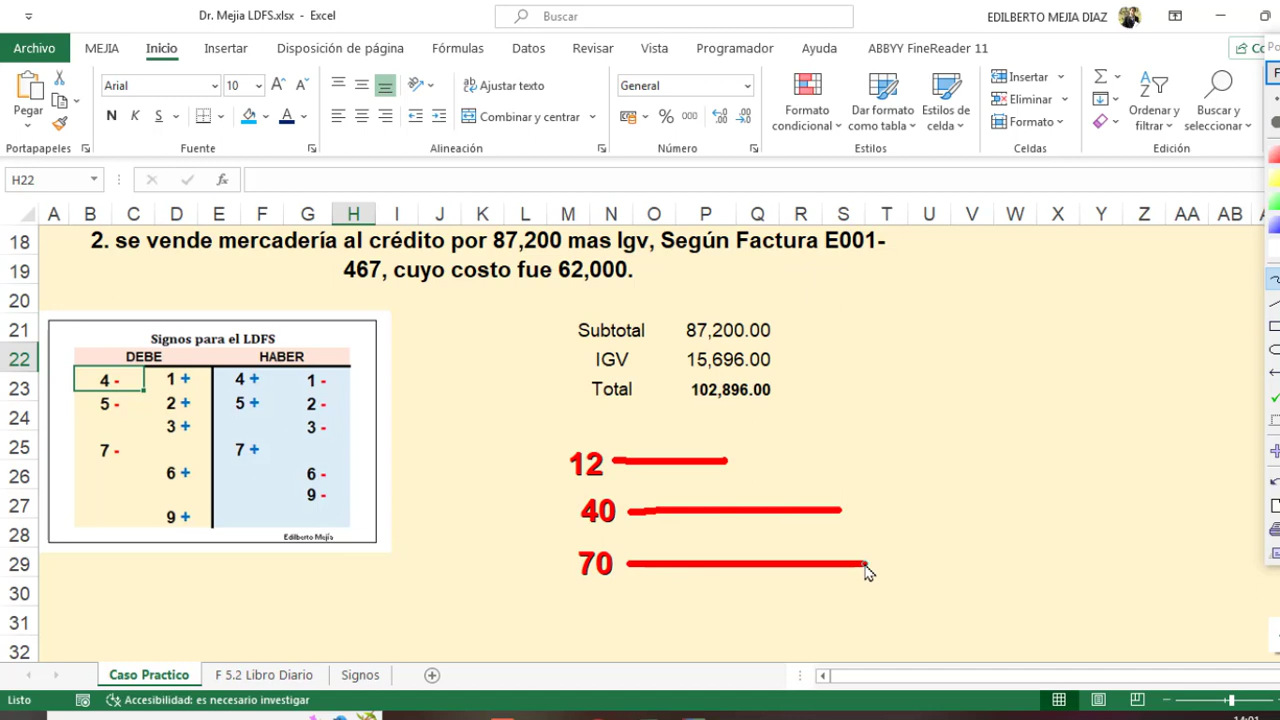 Dr. Mejia LDFS.xlsx - Excel
Buscar
EDILBERTO MEJIA DIAZ
Archivo MEJIA Inicio Insertar Disposición de página Fórmulas Datos Revisar Vista Programador Ayuda ABBYY FineReader 11
Pegar
Portapapeles
Arial 10
N K S
Fuente
Ajustar texto
Combinar y centrar
Alineación
General
% 000
Número
Formato condicional
Dar formato como tabla
Estilos de celda
Estilos
Insertar
Eliminar
Formato
Celdas
Ordenar y filtrar
Buscar y seleccionar
Edición
H22
fx
A B C D E F G H I J K L M N O P Q R S T U V W X Y Z AA AB
18 2. se vende mercadería al crédito por 87,200 mas Igv, Según Factura E001-
19 467, cuyo costo fue 62,000.
20
21 Subtotal 87,200.00
22 IGV 15,696.00
23 Total 102,896.00
24
25
26
27
28
29
30
31
32
Signos para el LDFS
DEBE HABER
4 - 1 + 4 + 1 -
5 - 2 + 5 + 2 -
3 + 3 -
7 - 7 +
6 + 6 -
9 -
9 +
Edilberto Mejía
12
40
70
Caso Practico F 5.2 Libro Diario Signos
Listo Accesibilidad: es necesario investigar